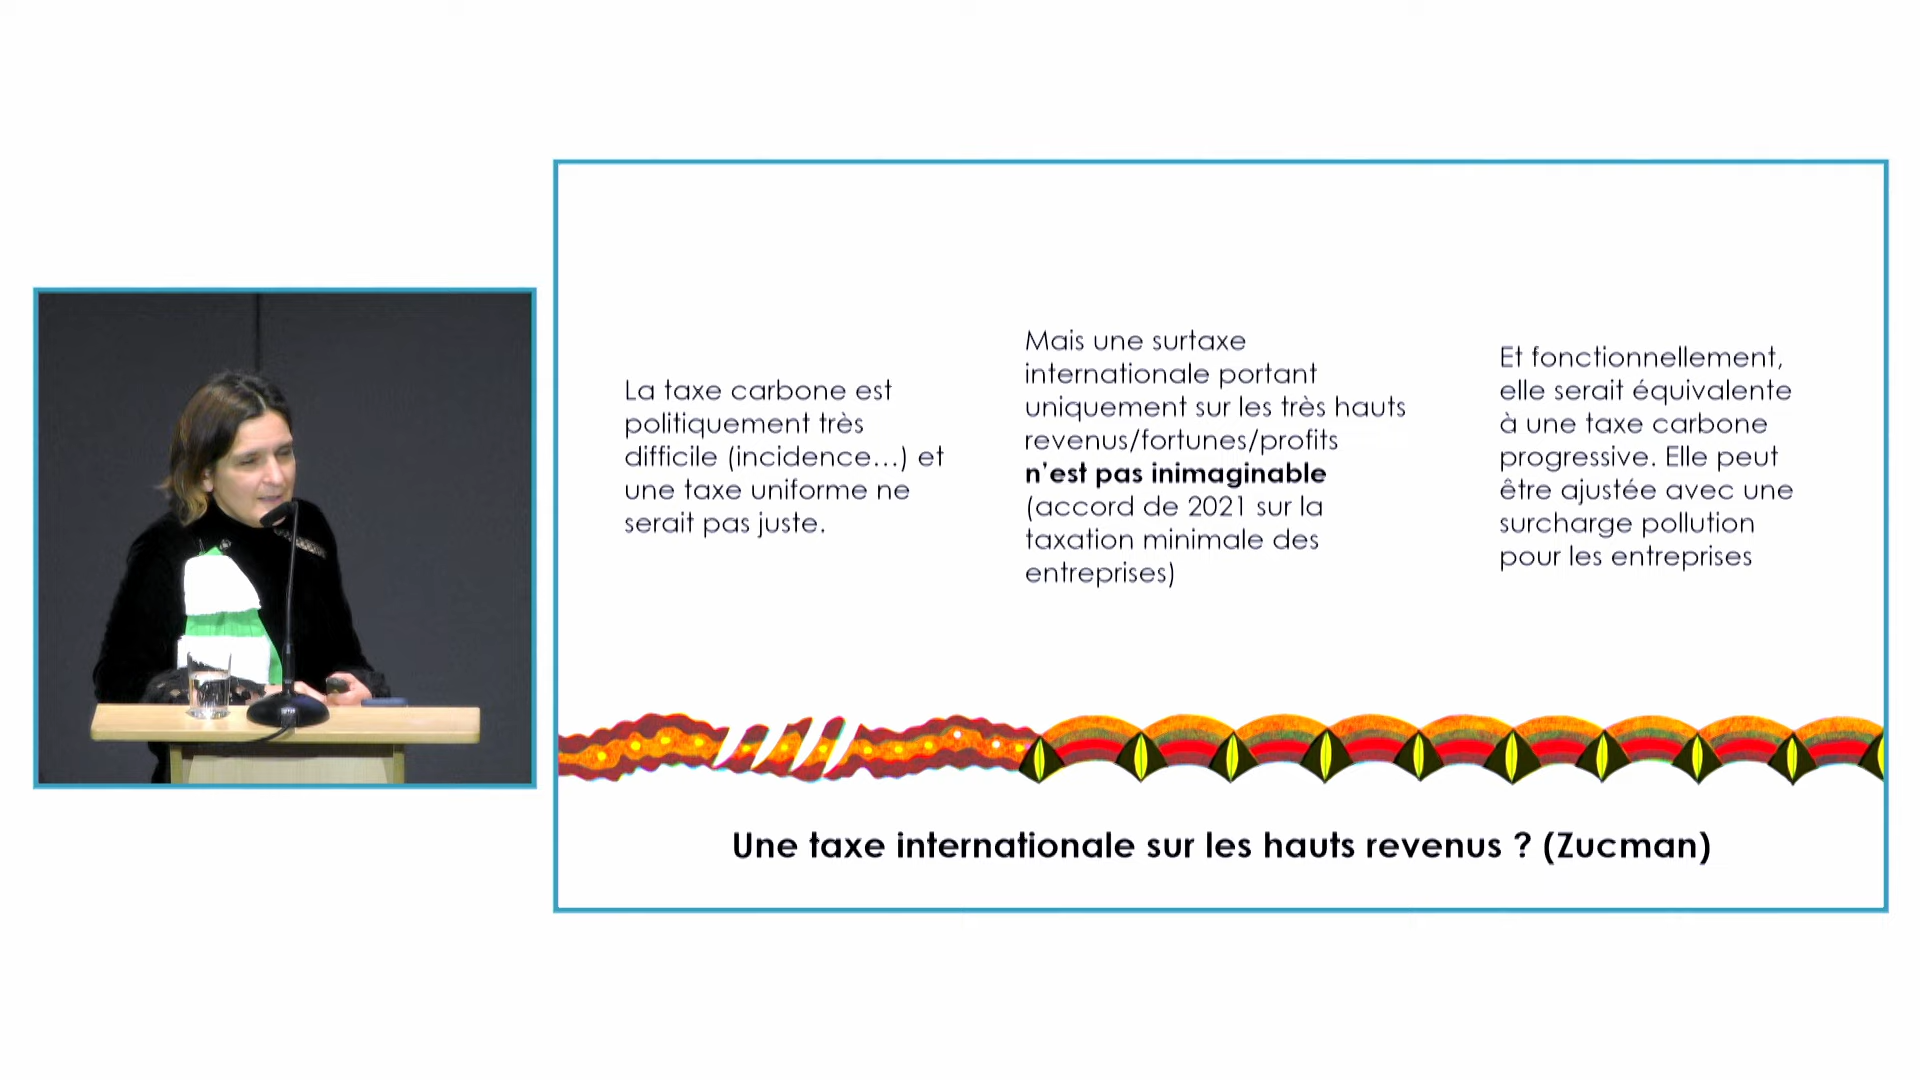 La taxe carbone est
politiquement très
difficile (incidence...) et
une taxe uniforme ne
serait pas juste.
Mais une surtaxe
internationale portant
uniquement sur les très hauts
revenus/fortunes/profits
n'est pas inimaginable
(accord de 2021 sur la
taxation minimale des
entreprises)
Et fonctionnellement,
elle serait équivalente
à une taxe carbone
progressive. Elle peut
être ajustée avec une
surcharge pollution
pour les entreprises
Une taxe internationale sur les hauts revenus ? (Zucman)